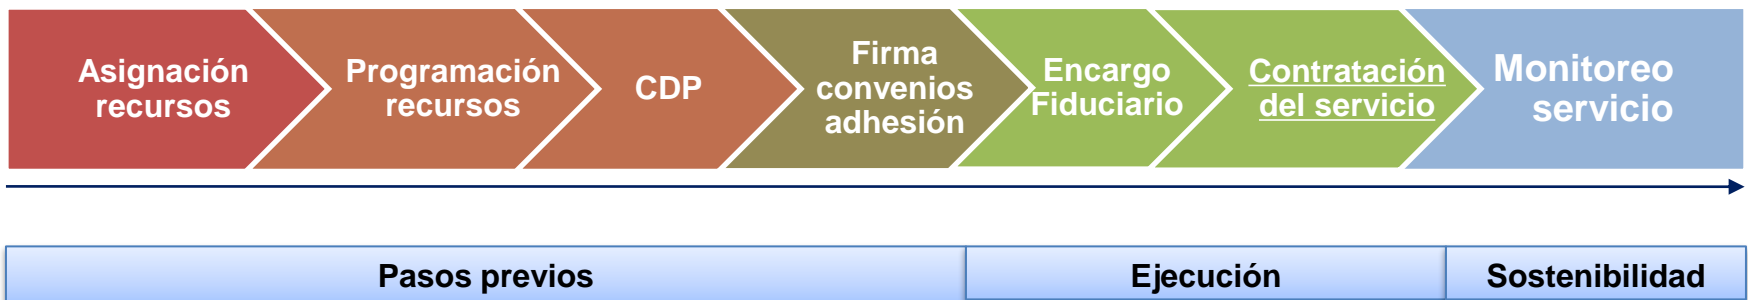 Asignación
recursos
Programación
recursos
CDP
Firma
convenios
adhesión
Encargo
Fiduciario
Contratación
del servicio
Monitoreo
servicio
Pasos previos
Ejecución
Sostenibilidad